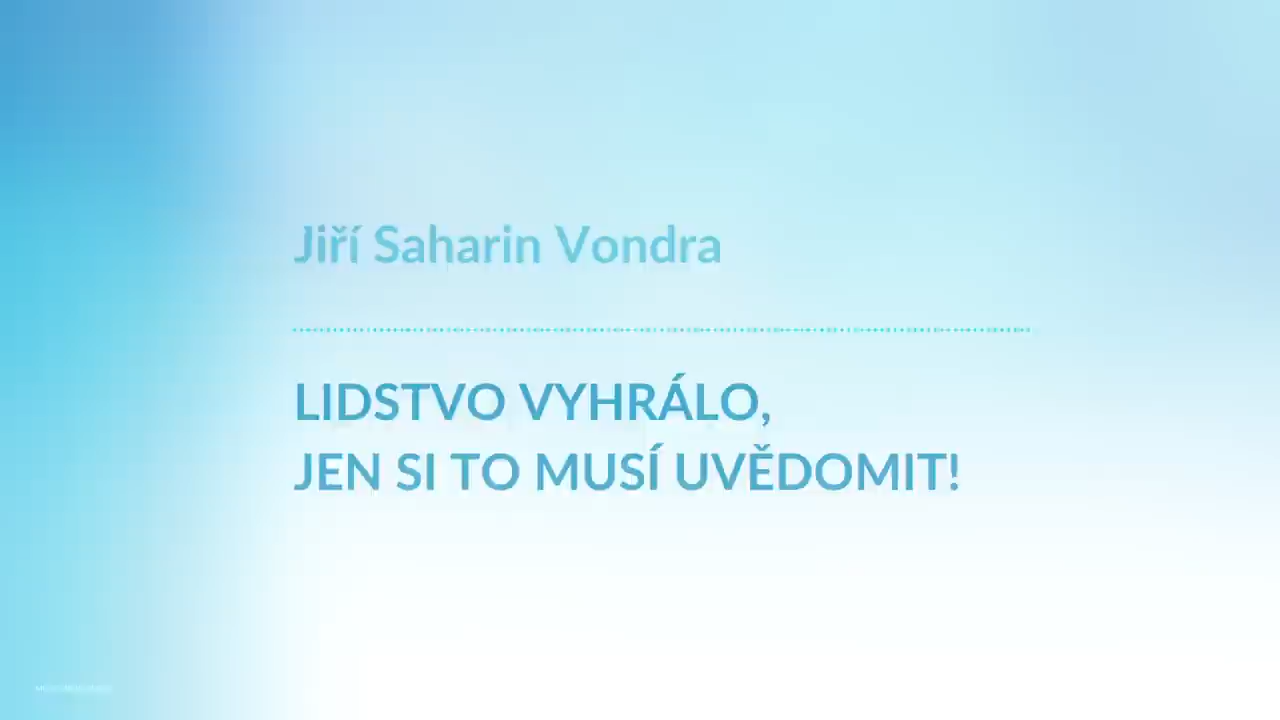 Jiří Saharin Vondra
LIDSTVO VYHRÁLO,
JEN SI TO MUSÍ UVĚDOMIT!